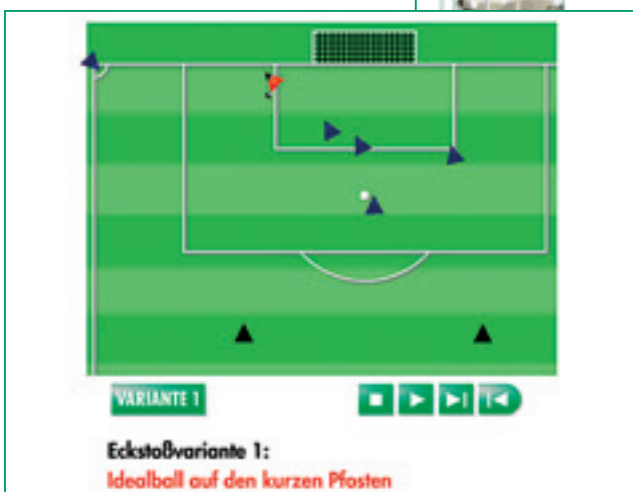 VARIANTE 1
Eckstoßvariante 1:
Idealball auf den kurzen Pfosten